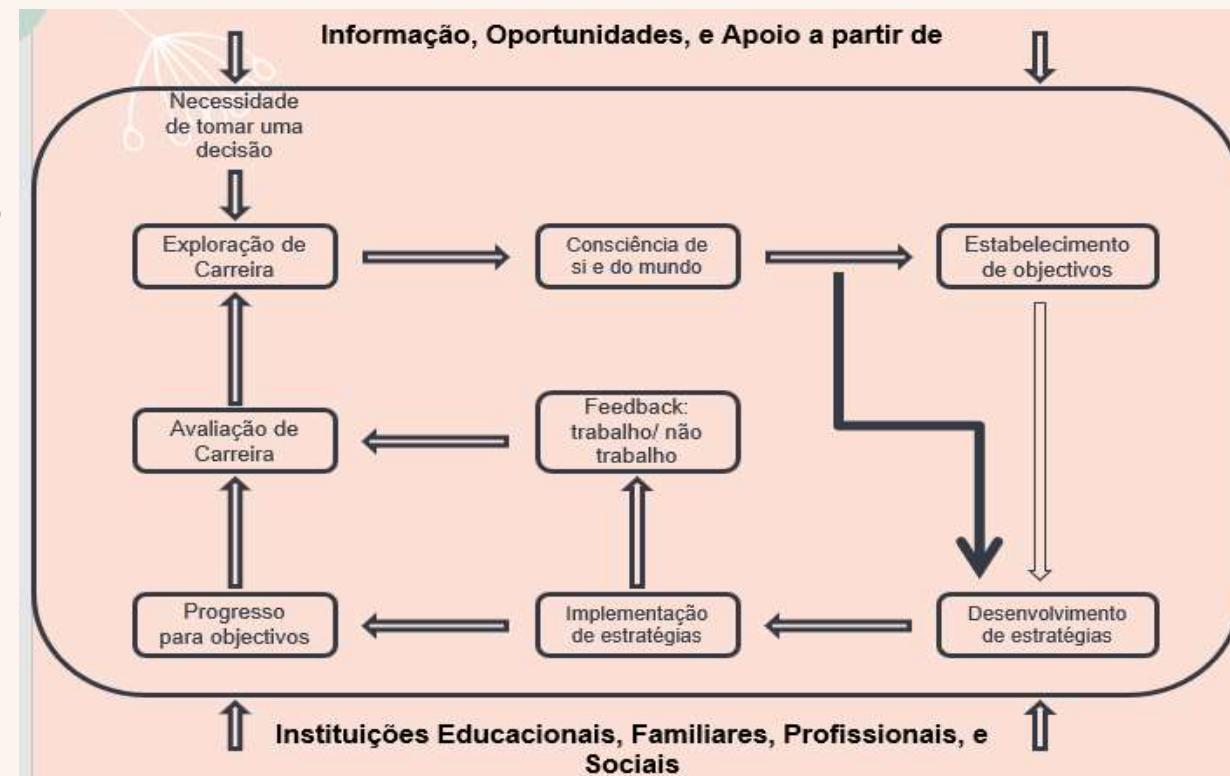 Informação, Oportunidades, e Apoio a partir de
Necessidade
de tomar uma
decisão
Exploração de
Carreira
Consciência de
si e do mundo
Estabelecimento
de objectivos
Avaliação de
Carreira
Feedback:
trabalho/ não
trabalho
Progresso
para objectivos
Implementação
de estratégias
Desenvolvimento
de estratégias
Instituições Educacionais, Familiares, Profissionais, e
Sociais